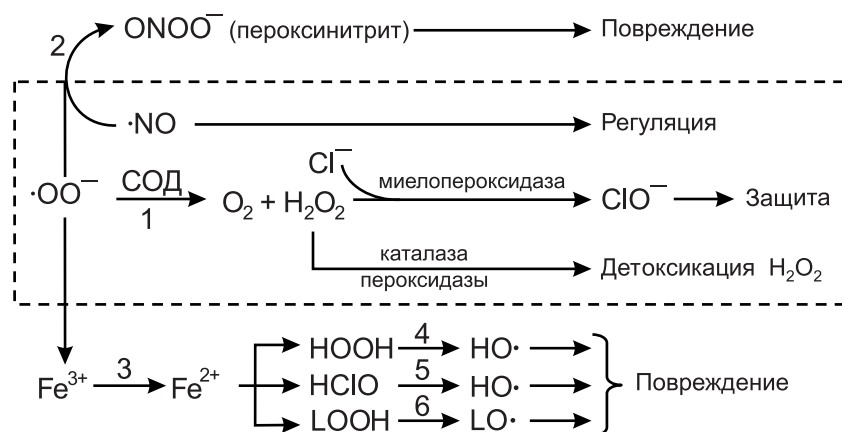 2 ONOO⁻ (пероксинитрит) Повреждение
·NO Регуляция
Cl⁻
·OO⁻ СОД 1 O₂ + H₂O₂ миелопероксидаза ClO⁻ Защита
каталаза
пероксидазы
Детоксикация H₂O₂
Fe³⁺ 3 Fe²⁺
HOOH 4 HO·
HClO 5 HO·
LOOH 6 LO·
Повреждение